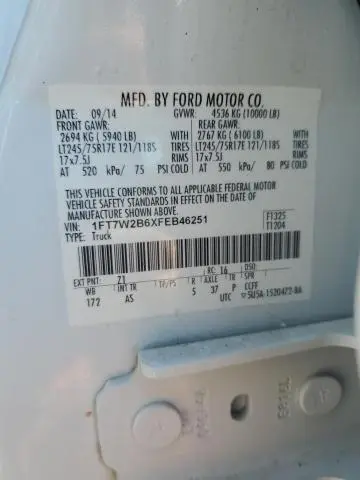 MFD. BY FORD MOTOR CO.
DATE: 09/14 GVWR: 4536 KG (10000 LB)
FRONT GAWR: REAR GAWR:
2694 KG ( 5940 LB) WITH 2767 KG ( 6100 LB) WITH
LT245/75R17E 121/118S TIRES LT245/75R17E 121/118S TIRES
17x7.5J RIMS 17x7.5J RIMS
AT 520 kPa/ 75 PSI COLD AT 550 kPa/ 80 PSI COLD
THIS VEHICLE CONFORMS TO ALL APPLICABLE FEDERAL MOTOR
VEHICLE SAFETY STANDARDS IN EFFECT ON THE DATE OF
MANUFACTURE SHOWN ABOVE.
VIN: 1FT7W2B6XFEB46251 F1325
TYPE: Truck T1204
EXT PNT: Z1 RC: 16 DSO:
WB INT TR TP/PS R AXLE TR SPR
172 AS 5 37 P CCFF
UTC ▽5U5A-1520472-BA